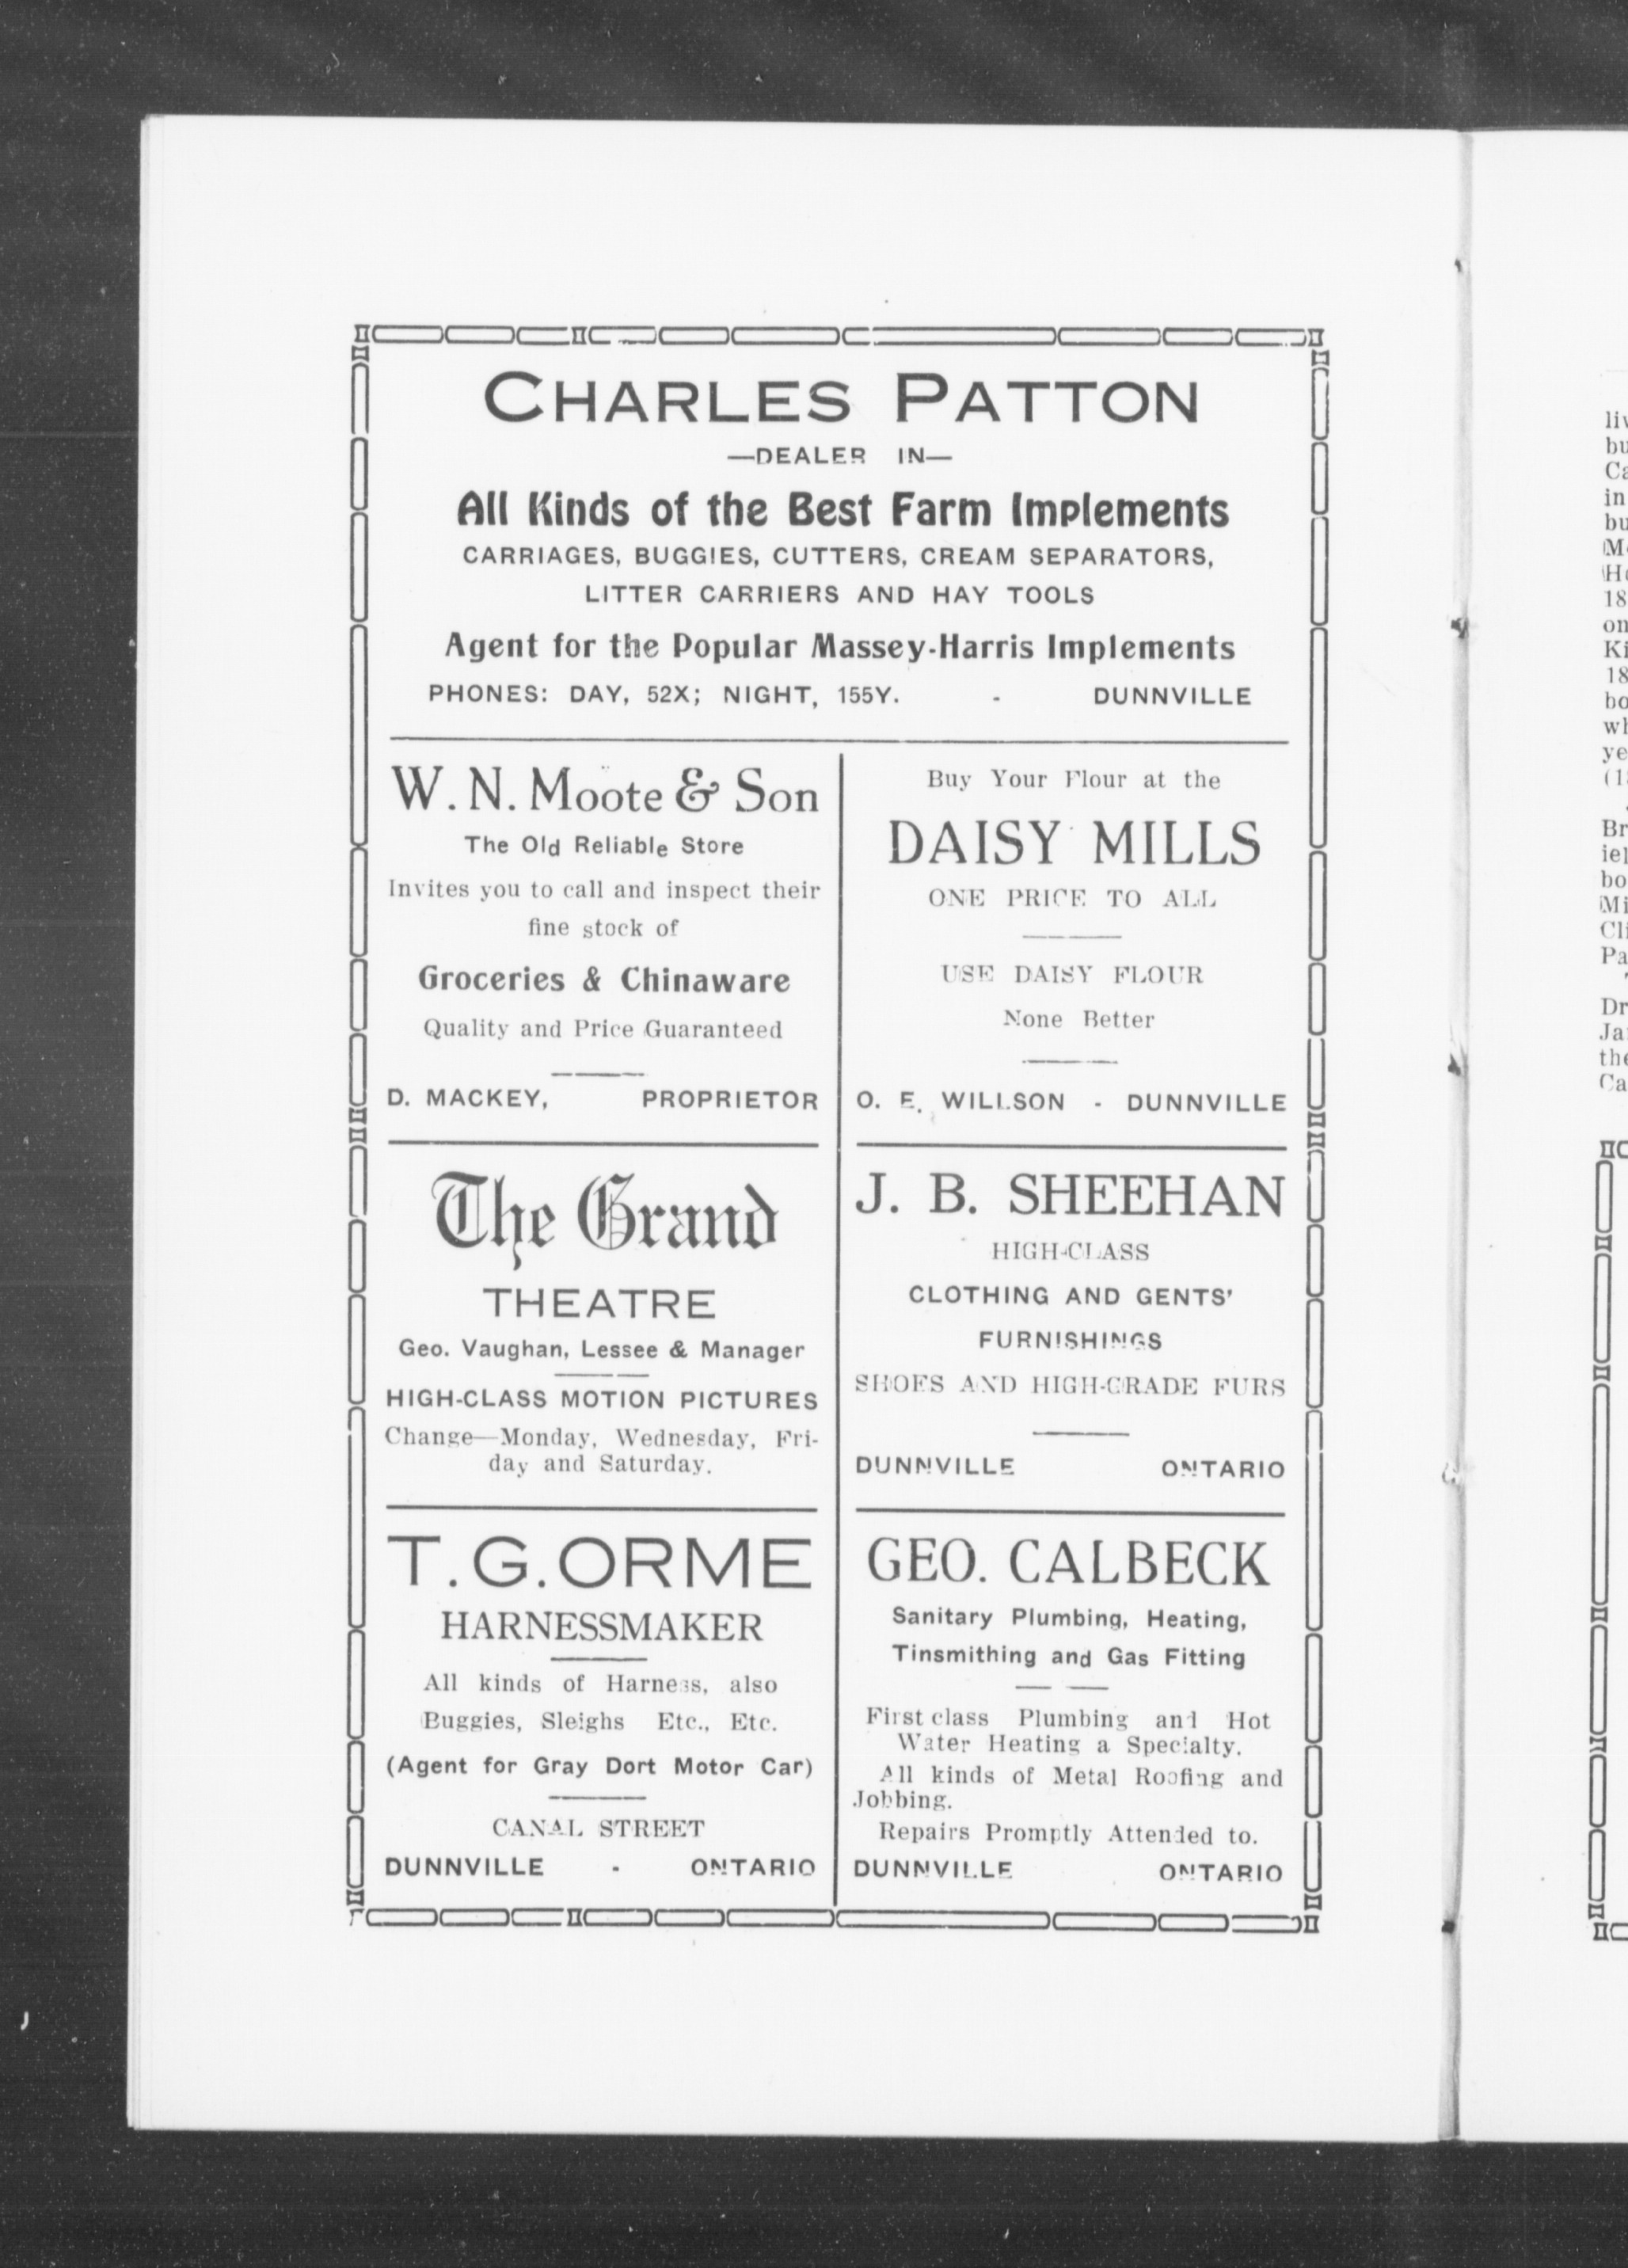 CHARLES PATTON
—DEALER IN—
All Kinds of the Best Farm Implements
CARRIAGES, BUGGIES, CUTTERS, CREAM SEPARATORS,
LITTER CARRIERS AND HAY TOOLS
Agent for the Popular Massey-Harris Implements
PHONES: DAY, 52X; NIGHT, 155Y. - DUNNVILLE
W. N. Moote & Son
The Old Reliable Store
Invites you to call and inspect their
fine stock of
Groceries & Chinaware
Quality and Price Guaranteed
D. MACKEY, PROPRIETOR
Buy Your Flour at the
DAISY MILLS
ONE PRICE TO ALL
USE DAISY FLOUR
None Better
O. E. WILLSON - DUNNVILLE
The Grand
THEATRE
Geo. Vaughan, Lessee & Manager
HIGH-CLASS MOTION PICTURES
Change—Monday, Wednesday, Fri-
day and Saturday.
J. B. SHEEHAN
HIGH-CLASS
CLOTHING AND GENTS'
FURNISHINGS
SHOES AND HIGH-GRADE FURS
DUNNVILLE ONTARIO
T. G. ORME
HARNESSMAKER
All kinds of Harness, also
Buggies, Sleighs Etc., Etc.
(Agent for Gray Dort Motor Car)
CANAL STREET
DUNNVILLE - ONTARIO
GEO. CALBECK
Sanitary Plumbing, Heating,
Tinsmithing and Gas Fitting
First class Plumbing and Hot
Water Heating a Specialty.
All kinds of Metal Roofing and
Jobbing.
Repairs Promptly Attended to.
DUNNVILLE ONTARIO